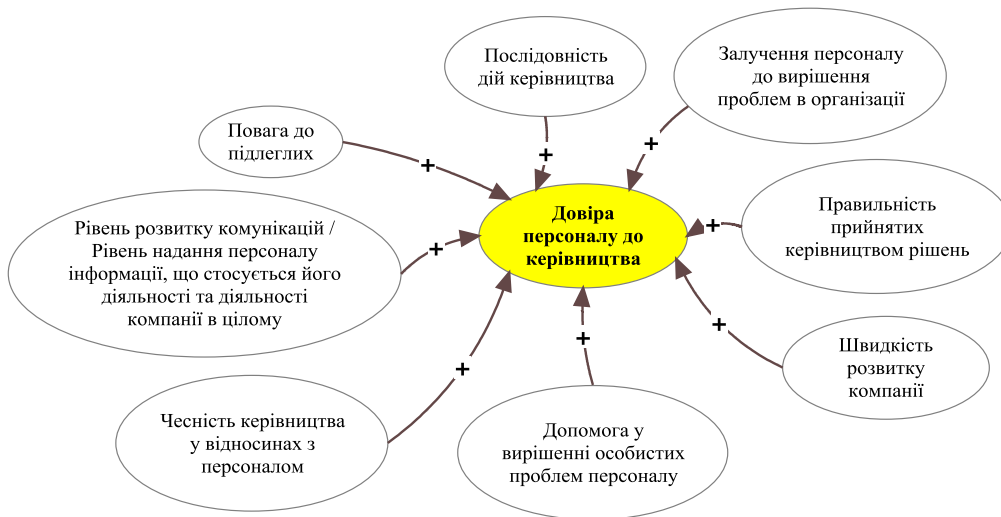 Послідовність
дій керівництва
Залучення персоналу
до вирішення
проблем в організації
Повага до
підлеглих
+
+
+
Довіра
персоналу до
керівництва
Правильність
прийнятих
керівництвом рішень
+
Рівень розвитку комунікацій /
Рівень надання персоналу
інформації, що стосується його
діяльності та діяльності
компанії в цілому
+
+
+
+
Швидкість
розвитку
компанії
Чесність керівництва
у відносинах з
персоналом
Допомога у
вирішенні особистих
проблем персоналу